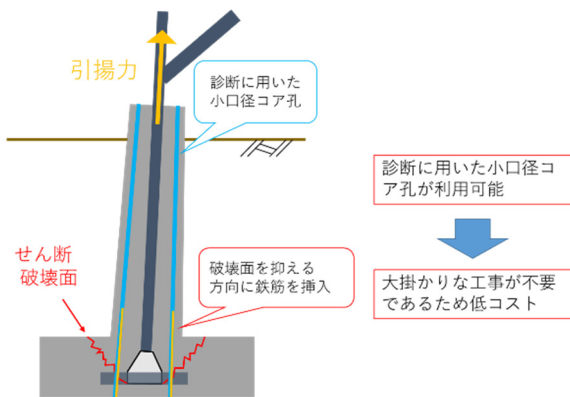 引揚力
診断に用いた
小口径コア孔
せん断
破壊面
破壊面を抑える
方向に鉄筋を挿入
診断に用いた小口径コ
ア孔が利用可能
大掛かりな工事が不要
であるため低コスト